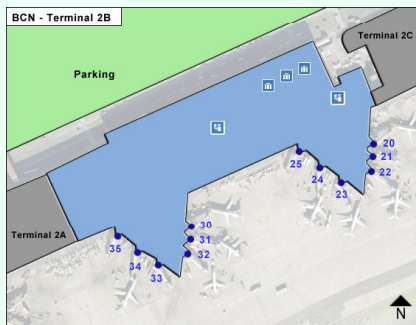 BCN - Terminal 2B
Terminal 2C
Parking
20
21
22
25
24
23
Terminal 2A
30
31
32
35
34
33
N